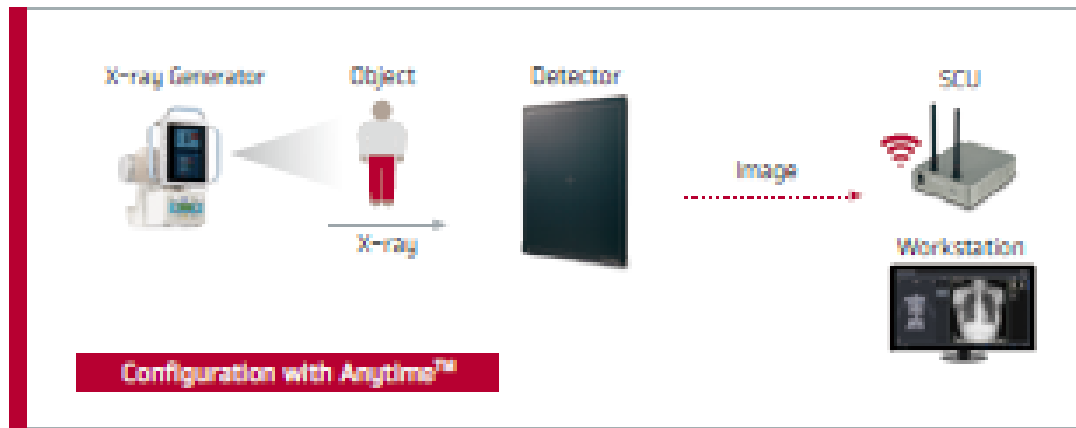 X-ray Generator
Object
Detector
SCU
Image
X-ray
Workstation
Configuration with Anytime™